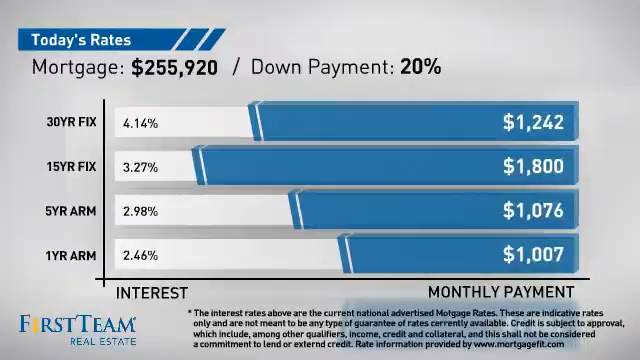 Today's Rates
Mortgage: $255,920 / Down Payment: 20%
30YR FIX 4.14% $1,242
15YR FIX 3.27% $1,800
5YR ARM 2.98% $1,076
1YR ARM 2.46% $1,007
INTEREST MONTHLY PAYMENT
FIRSTTEAM®
REAL ESTATE
* The interest rates above are the current national advertised Motgage Rates. These are indicative rates
only and are not meant to be any type of guarantee of rates cerrently available. Credit is subject to approval,
which include, among other qualifiers, income, credit and collateral, and this shall not be considered
a commitment to lend or externd credit. Rate information provided by www.mortgagefit.com